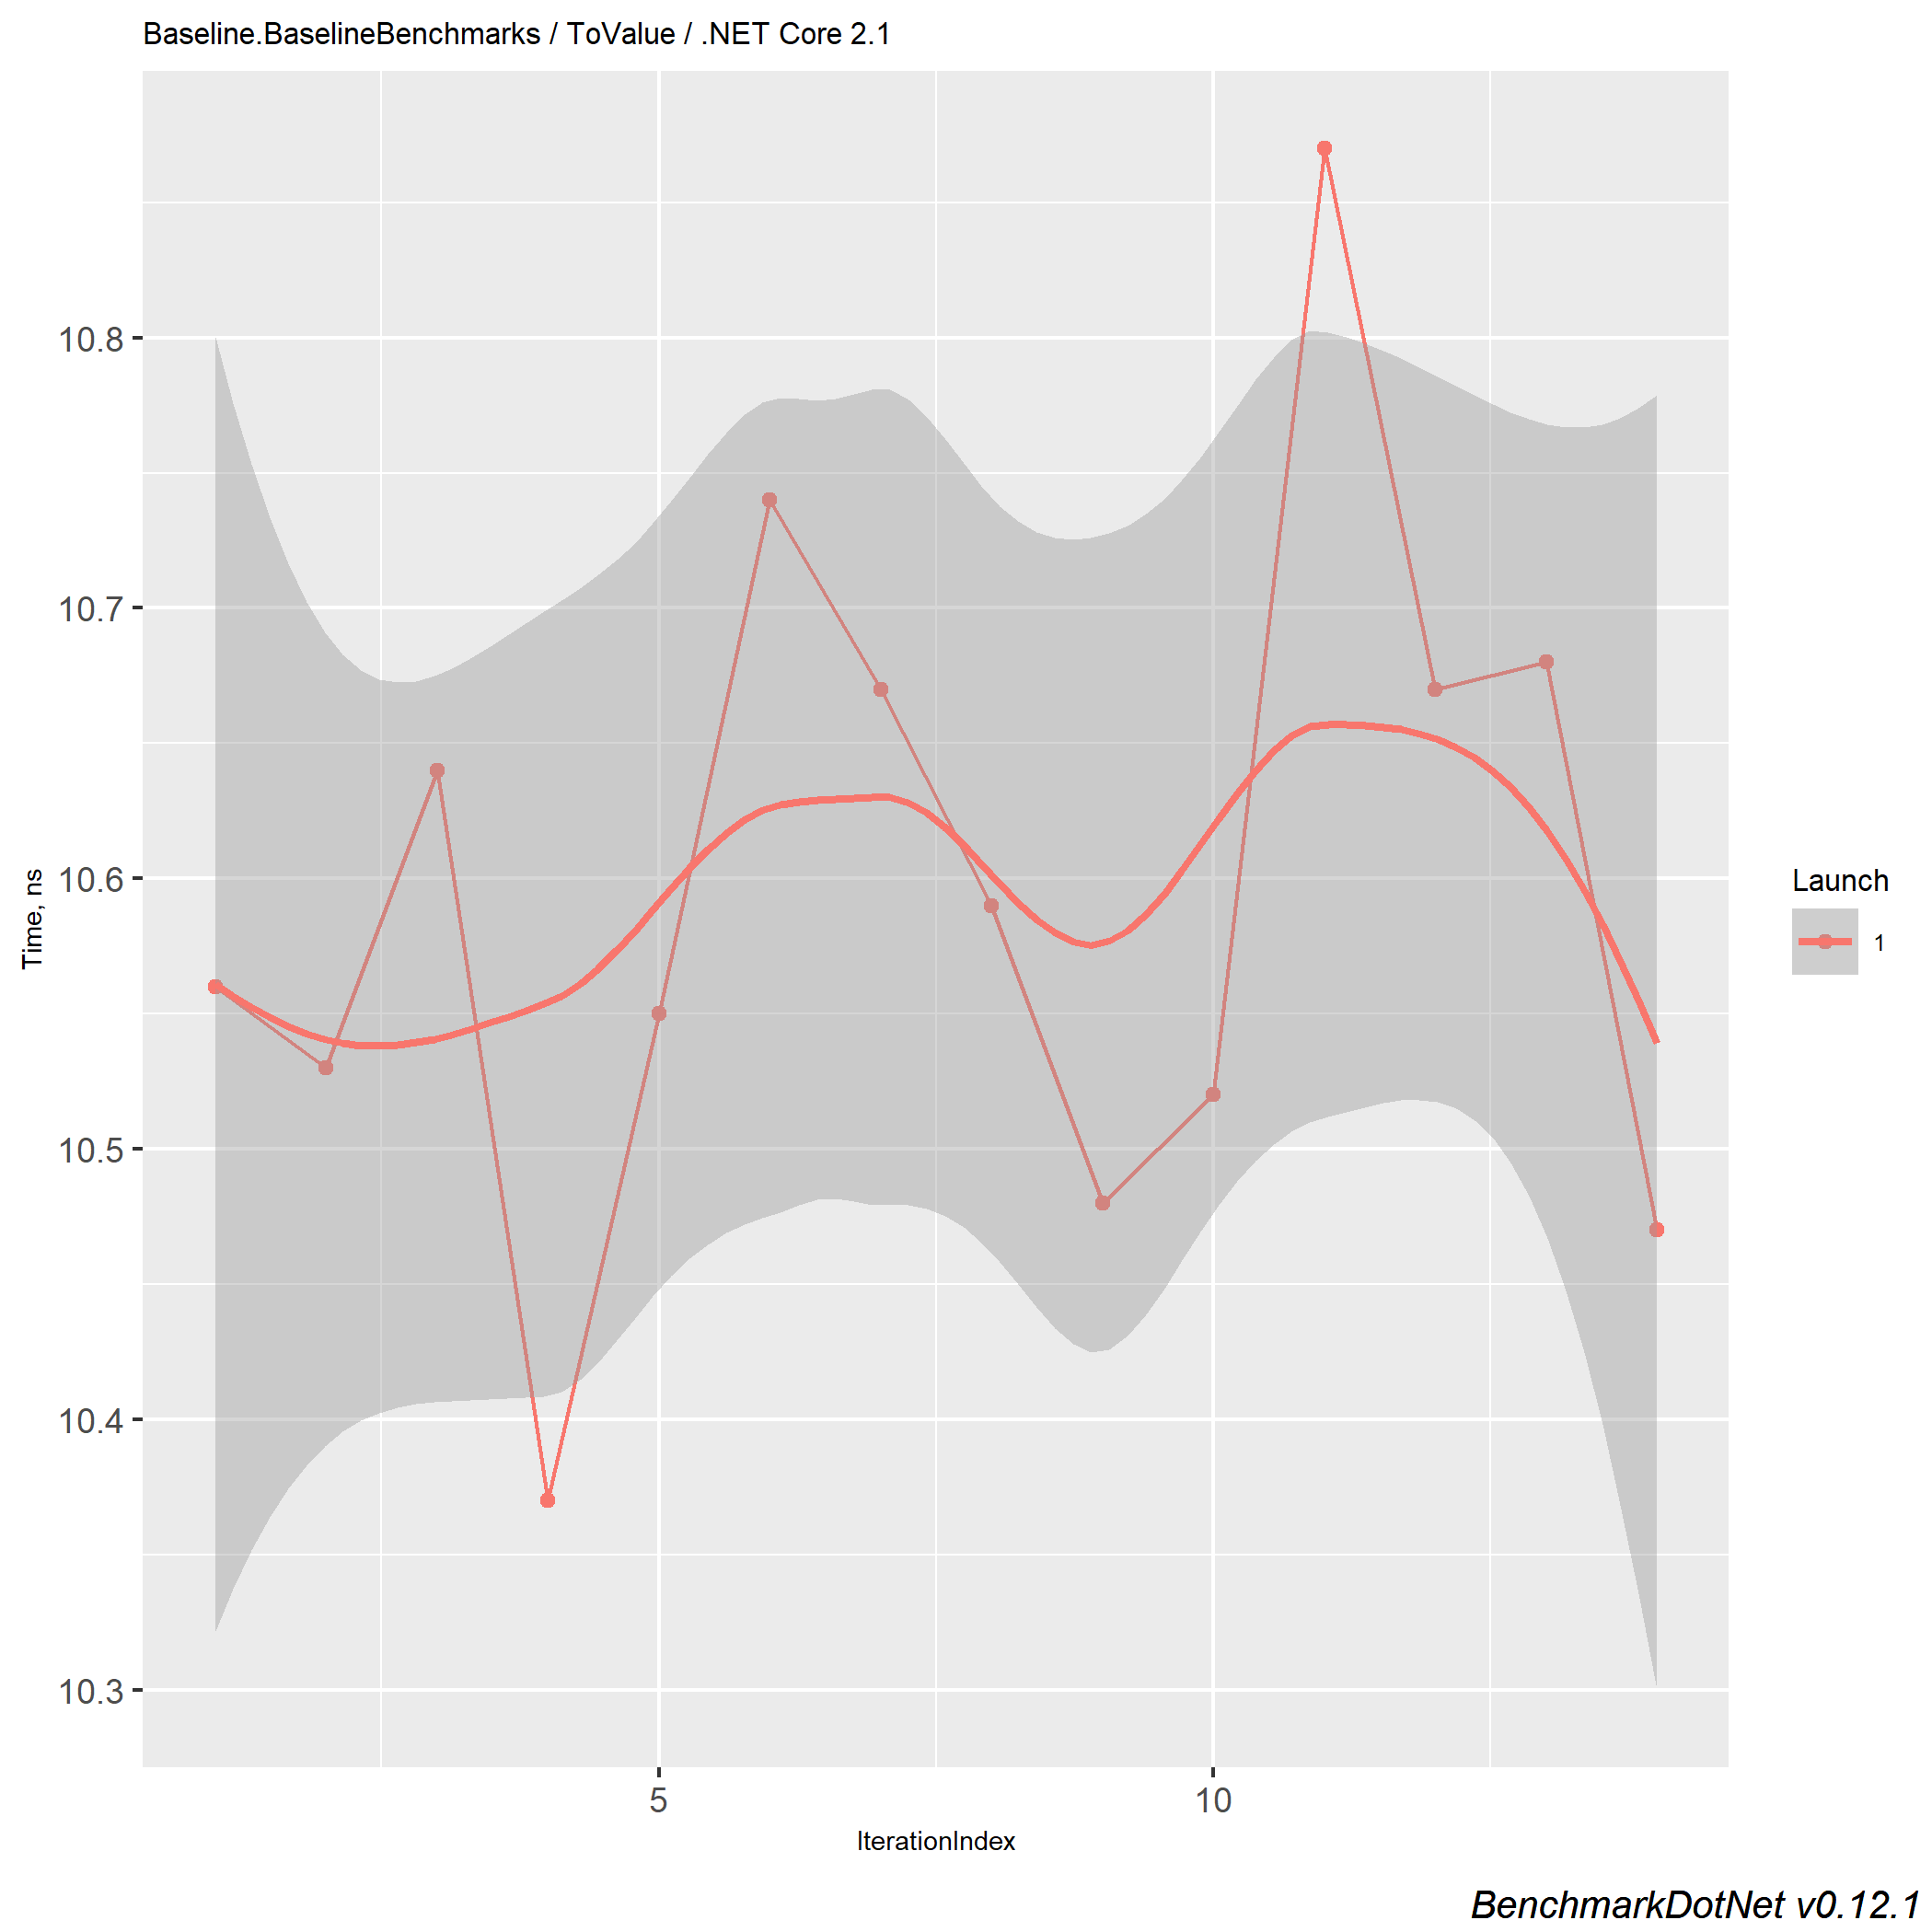 Baseline.BaselineBenchmarks / ToValue / .NET Core 2.1
10.8
10.7
10.6
10.5
10.4
10.3
Time, ns
5 10
IterationIndex
Launch
1
BenchmarkDotNet v0.12.1